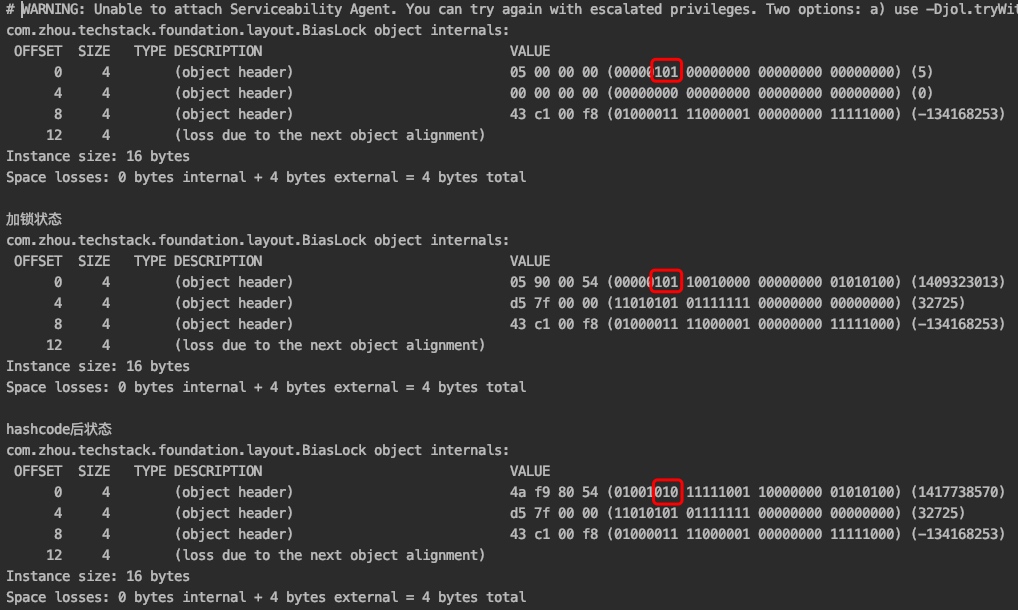 # WARNING: Unable to attach Serviceability Agent. You can try again with escalated privileges. Two options: a) use -Djol.tryWit
com.zhou.techstack.foundation.layout.BiasLock object internals:
OFFSET SIZE TYPE DESCRIPTION VALUE
0 4 (object header) 05 00 00 00 (00000101 00000000 00000000 00000000) (5)
4 4 (object header) 00 00 00 00 (00000000 00000000 00000000 00000000) (0)
8 4 (object header) 43 c1 00 f8 (01000011 11000001 00000000 11111000) (-134168253)
12 4 (loss due to the next object alignment)
Instance size: 16 bytes
Space losses: 0 bytes internal + 4 bytes external = 4 bytes total
加锁状态
com.zhou.techstack.foundation.layout.BiasLock object internals:
OFFSET SIZE TYPE DESCRIPTION VALUE
0 4 (object header) 05 90 00 54 (00000101 10010000 00000000 01010100) (1409323013)
4 4 (object header) d5 7f 00 00 (11010101 01111111 00000000 00000000) (32725)
8 4 (object header) 43 c1 00 f8 (01000011 11000001 00000000 11111000) (-134168253)
12 4 (loss due to the next object alignment)
Instance size: 16 bytes
Space losses: 0 bytes internal + 4 bytes external = 4 bytes total
hashcode后状态
com.zhou.techstack.foundation.layout.BiasLock object internals:
OFFSET SIZE TYPE DESCRIPTION VALUE
0 4 (object header) 4a f9 80 54 (01001010 11111001 10000000 01010100) (1417738570)
4 4 (object header) d5 7f 00 00 (11010101 01111111 00000000 00000000) (32725)
8 4 (object header) 43 c1 00 f8 (01000011 11000001 00000000 11111000) (-134168253)
12 4 (loss due to the next object alignment)
Instance size: 16 bytes
Space losses: 0 bytes internal + 4 bytes external = 4 bytes total